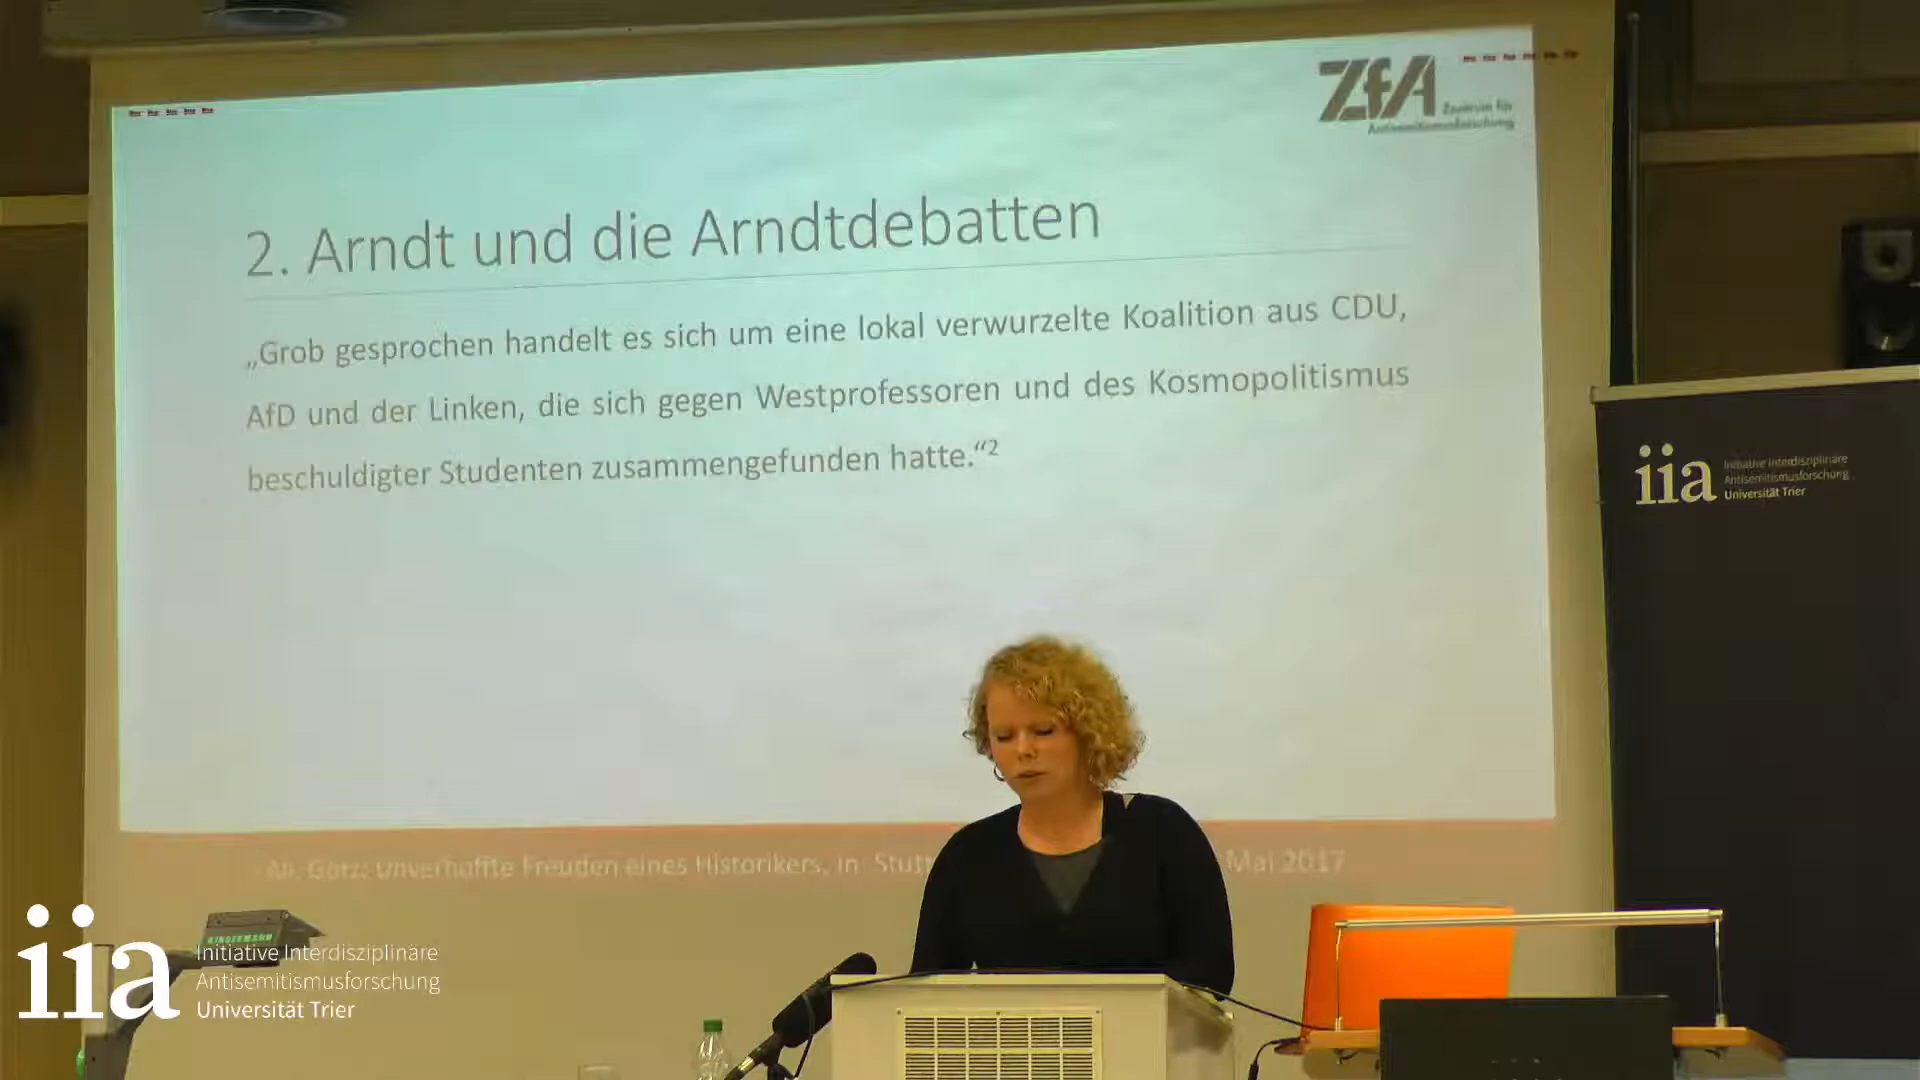 ZfA
Zentrum für
Antisemitismusforschung
2. Arndt und die Arndtdebatten
„Grob gesprochen handelt es sich um eine lokal verwurzelte Koalition aus CDU,
AfD und der Linken, die sich gegen Westprofessoren und des Kosmopolitismus
beschuldigter Studenten zusammengefunden hatte.“2
Götz: Unverhoffte Freuden eines Historikers, in Mai 2017
iia
Initiative Interdisziplinäre
Antisemitismusforschung
Universität Trier
iia
Initiative Interdisziplinäre
Antisemitismusforschung
Universität Trier